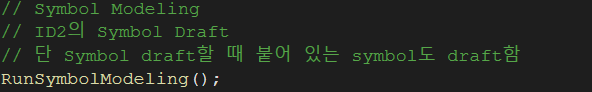 // Symbol Modeling
// ID2의 Symbol Draft
// 단 Symbol draft할 때 붙어 있는 symbol도 draft함
RunSymbolModeling();